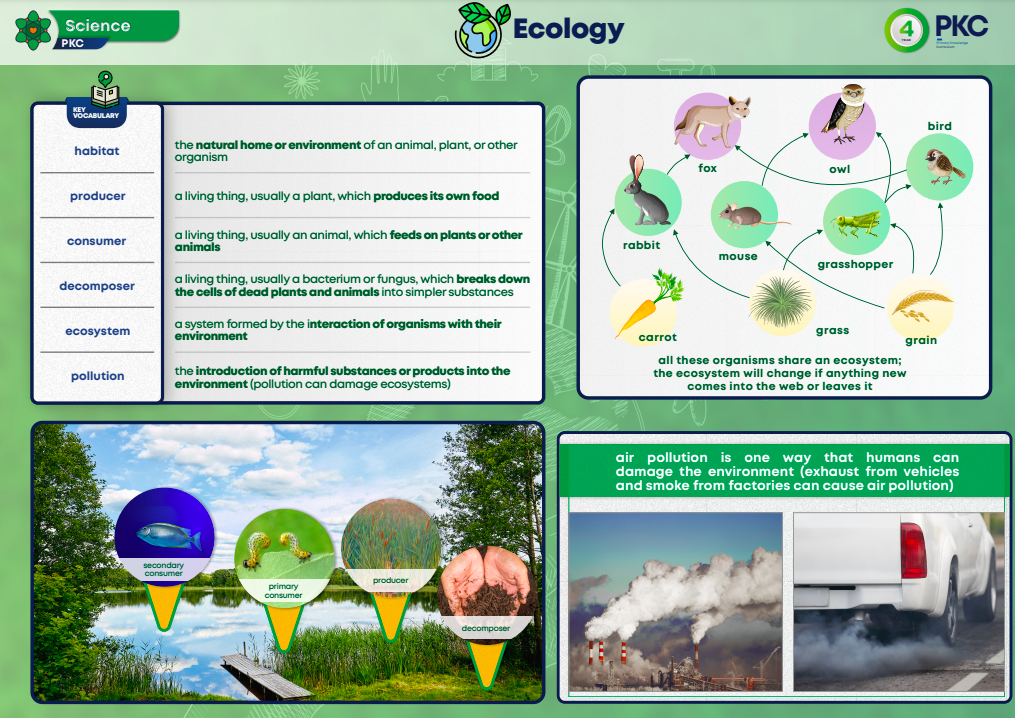 Science
PKC
Ecology
4
YEAR
PKC
Primary Knowledge
Curriculum
KEY
VOCABULARY
habitat
the natural home or environment of an animal, plant, or other
organism
producer
a living thing, usually a plant, which produces its own food
consumer
a living thing, usually an animal, which feeds on plants or other
animals
decomposer
a living thing, usually a bacterium or fungus, which breaks down
the cells of dead plants and animals into simpler substances
ecosystem
a system formed by the interaction of organisms with their
environment
pollution
the introduction of harmful substances or products into the
environment (pollution can damage ecosystems)
bird
fox
owl
rabbit
mouse
grasshopper
carrot
grass
grain
all these organisms share an ecosystem;
the ecosystem will change if anything new
comes into the web or leaves it
secondary
consumer
primary
consumer
producer
decomposer
air pollution is one way that humans can
damage the environment (exhaust from vehicles
and smoke from factories can cause air pollution)